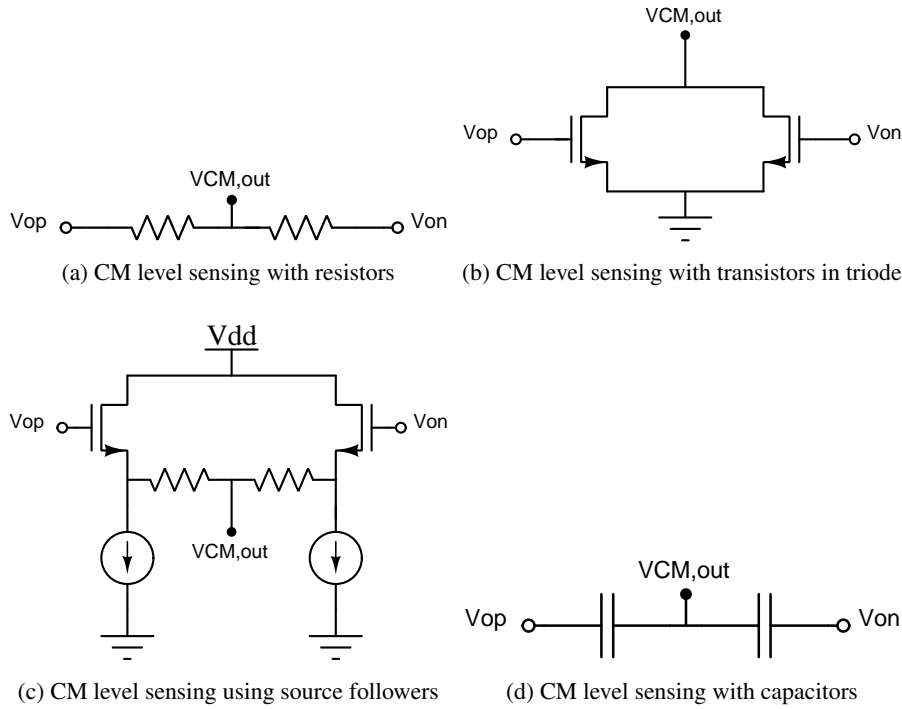 VCM,out
Vop
Von
(a) CM level sensing with resistors
VCM,out
Vop
Von
(b) CM level sensing with transistors in triode
Vdd
Vop
Von
VCM,out
(c) CM level sensing using source followers
VCM,out
Vop
Von
(d) CM level sensing with capacitors